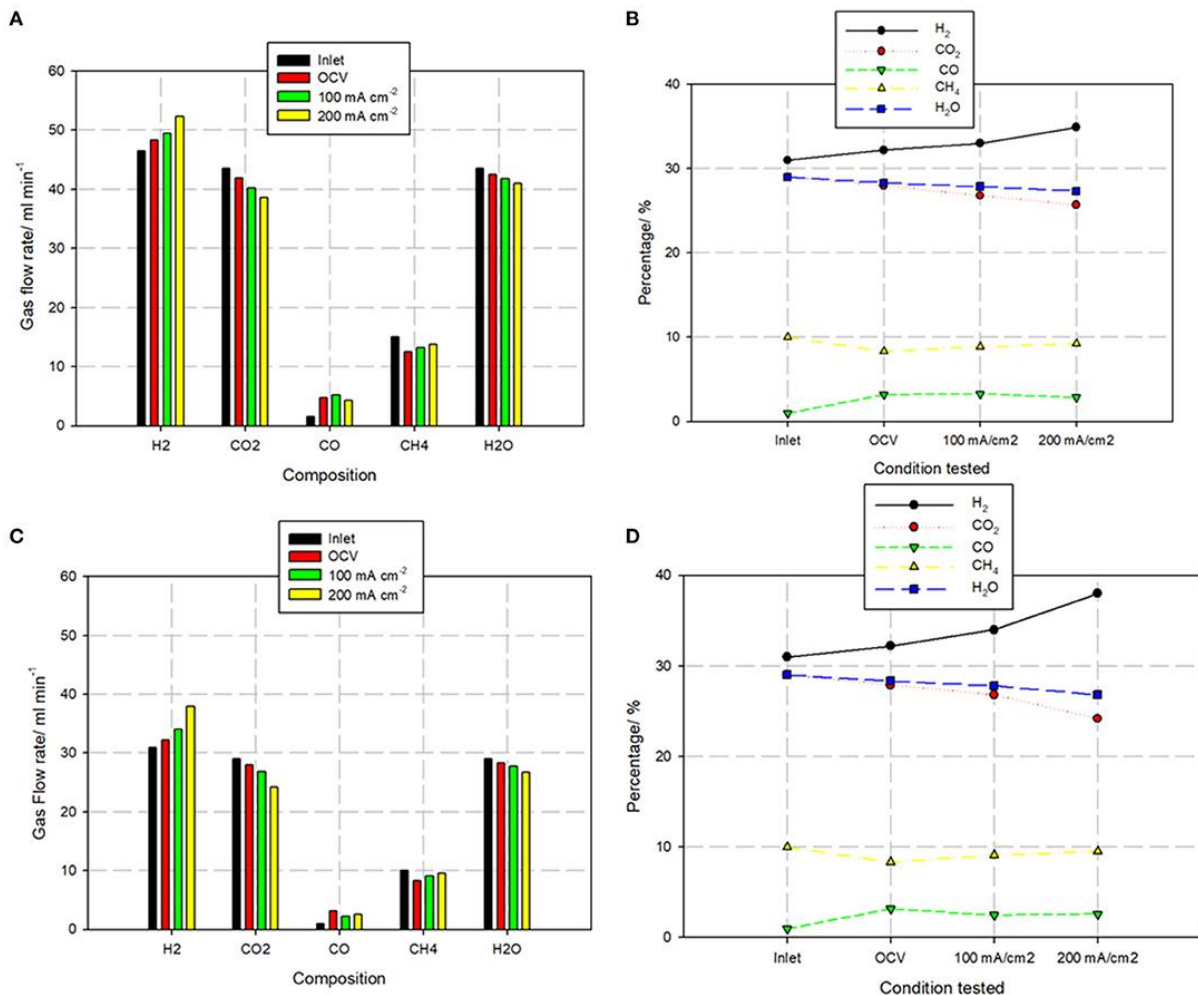 A
Inlet
OCV
100 mA cm-2
200 mA cm-2
60
50
40
30
20
10
0
Gas flow rate/ ml min-1
H2
CO2
CO
CH4
H2O
Composition
B
H2
CO2
CO
CH4
H2O
40
30
20
10
0
Percentage/ %
Inlet
OCV
100 mA/cm2
200 mA/cm2
Condition tested
C
Inlet
OCV
100 mA cm-2
200 mA cm-2
60
50
40
30
20
10
0
Gas Flow rate/ ml min-1
H2
CO2
CO
CH4
H2O
Composition
D
H2
CO2
CO
CH4
H2O
40
30
20
10
0
Percentage/ %
Inlet
OCV
100 mA/cm2
200 mA/cm2
Condition tested